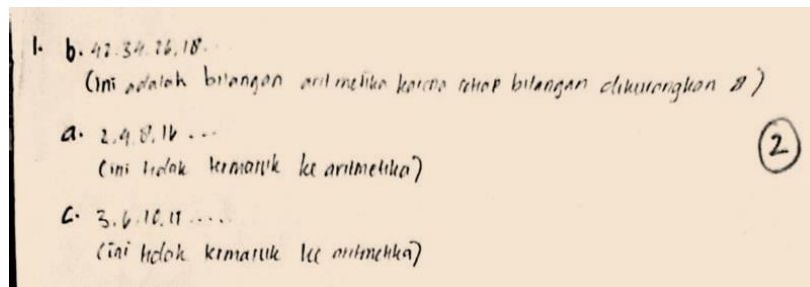 1. b. 42.34.26,18...
(ini adalah bilangan aritmetika karena setiap bilangan dikurangkan 8)
a. 2.4.8.16 ...
(ini tidak termasuk ke aritmetika)
2
c. 3.6.10.15 .....
(ini tidak termasuk ke aritmetika)